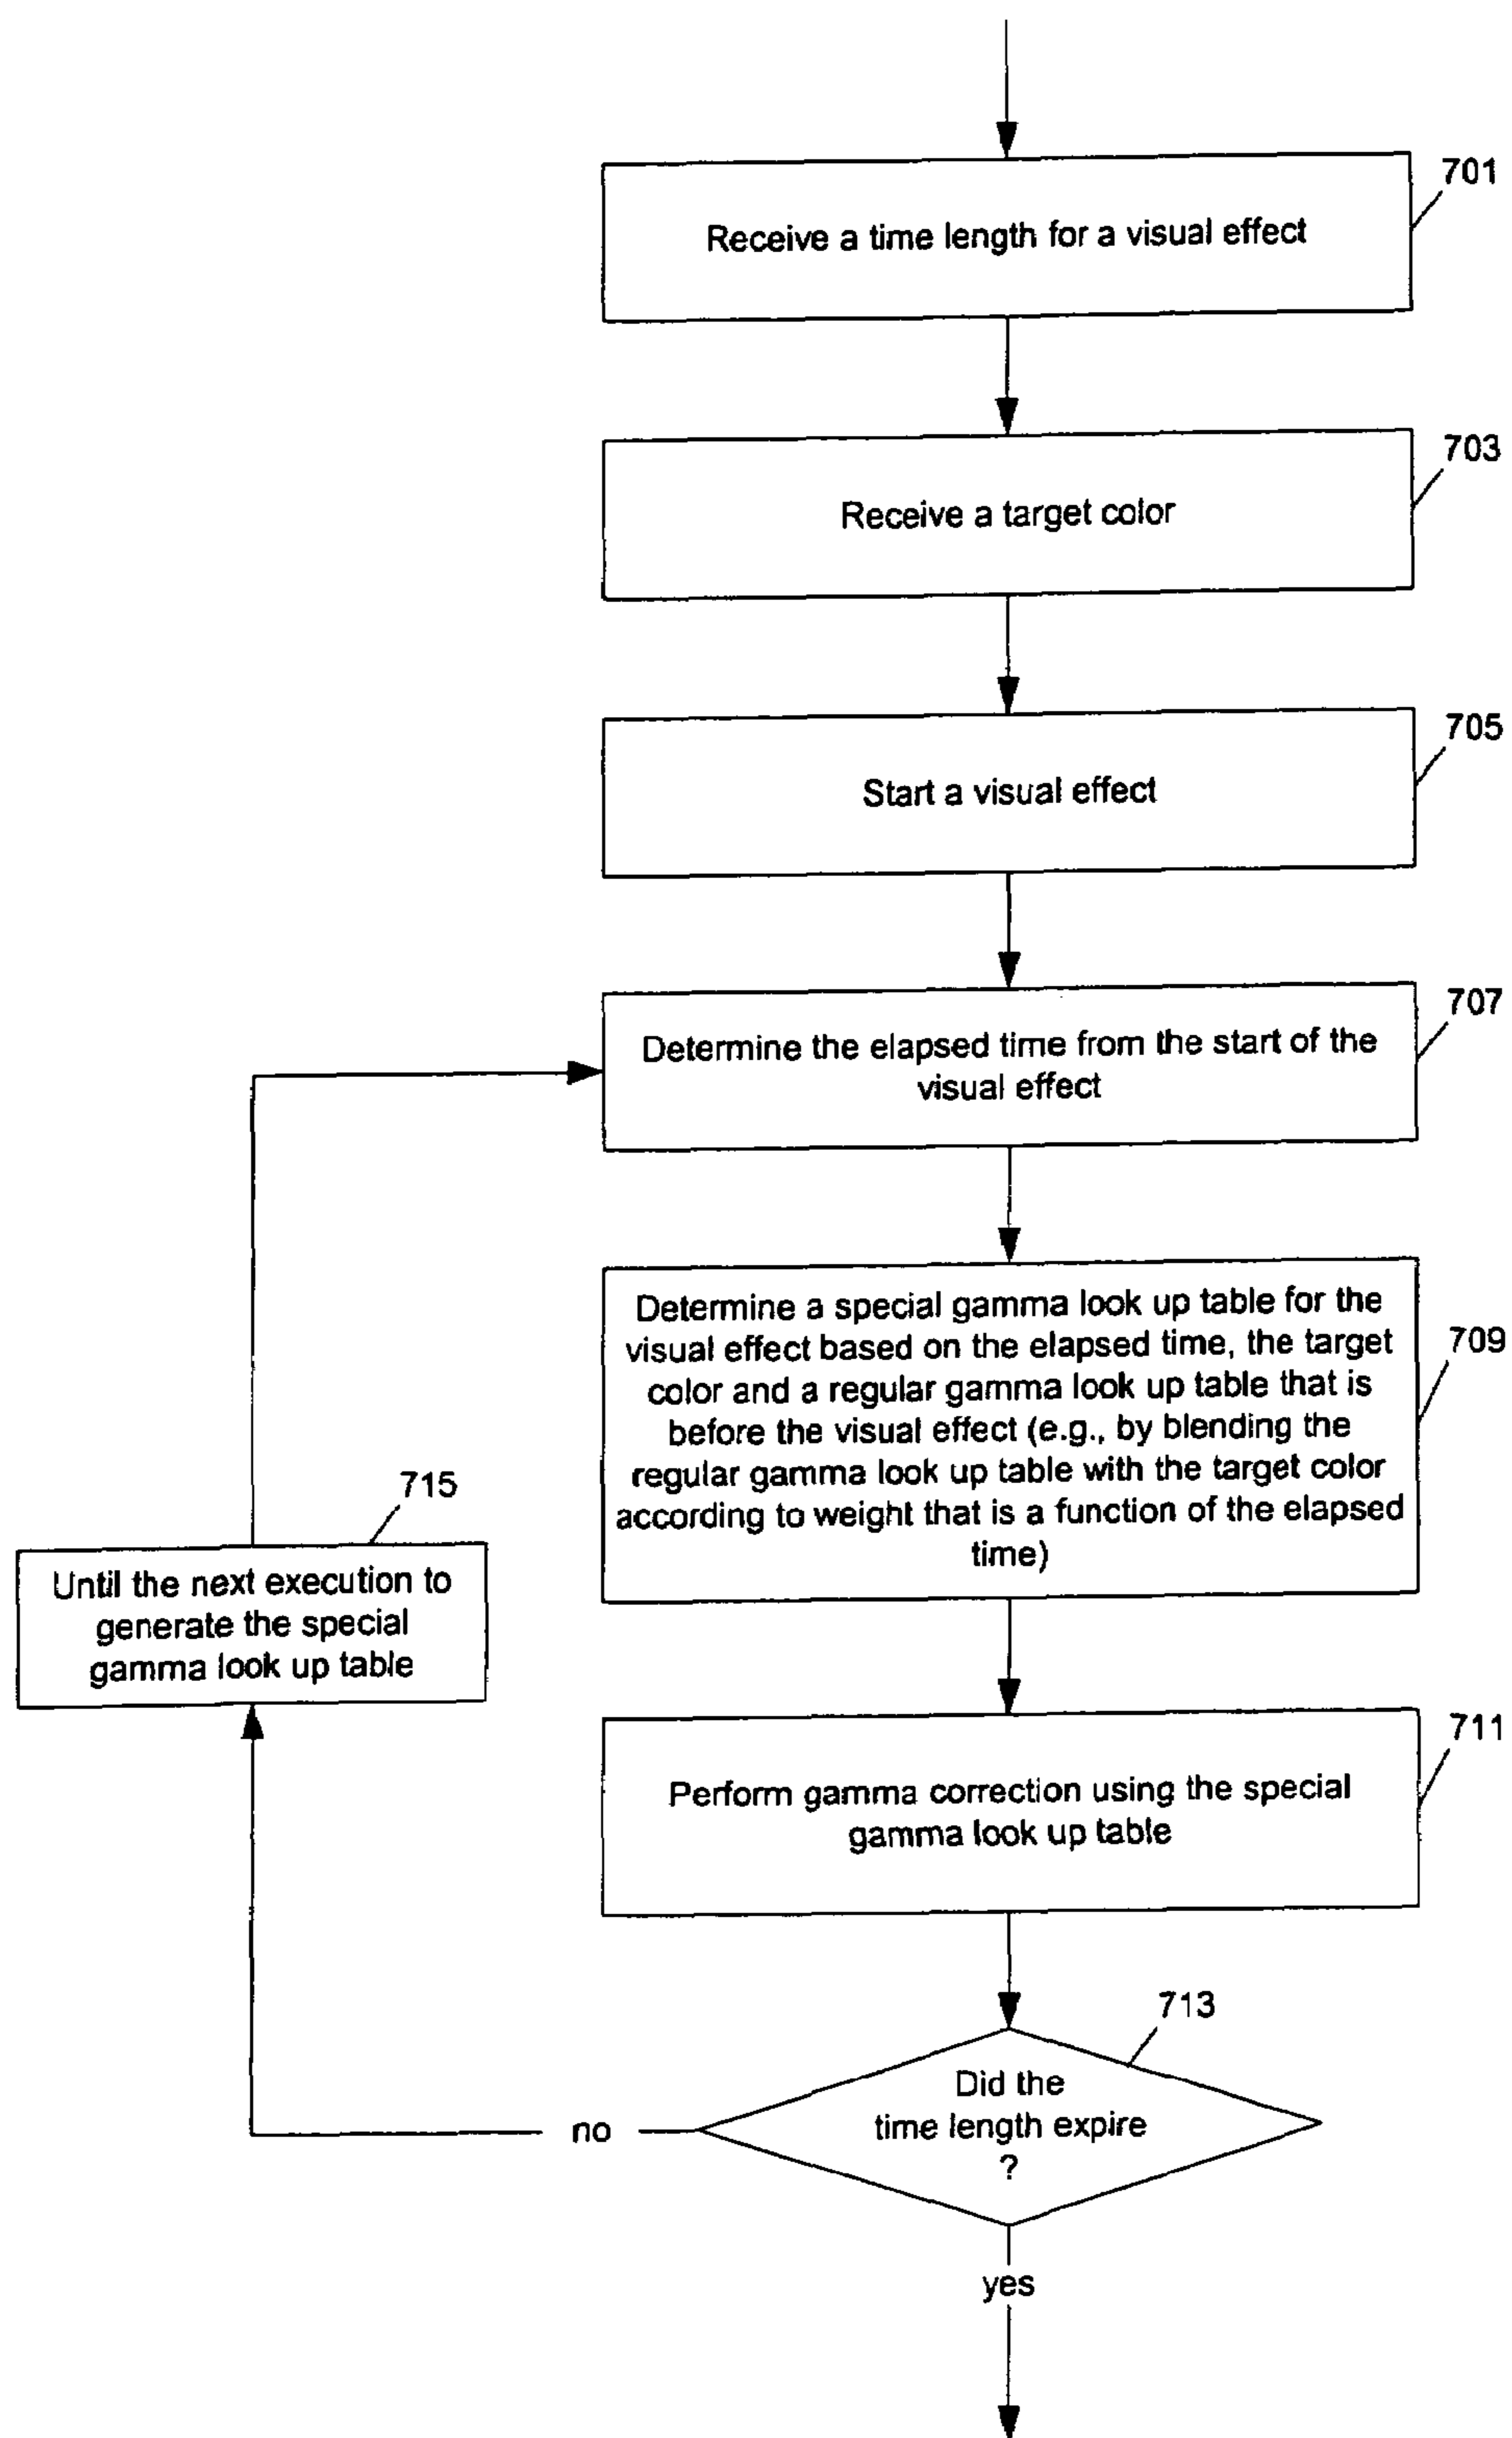 701
Receive a time length for a visual effect
703
Receive a target color
705
Start a visual effect
707
Determine the elapsed time from the start of the
visual effect
709
Determine a special gamma look up table for the
visual effect based on the elapsed time, the target
color and a regular gamma look up table that is
before the visual effect (e.g., by blending the
regular gamma look up table with the target color
according to weight that is a function of the elapsed
time)
715
Until the next execution to
generate the special
gamma look up table
711
Perform gamma correction using the special
gamma look up table
713
Did the
time length expire
?
no
yes